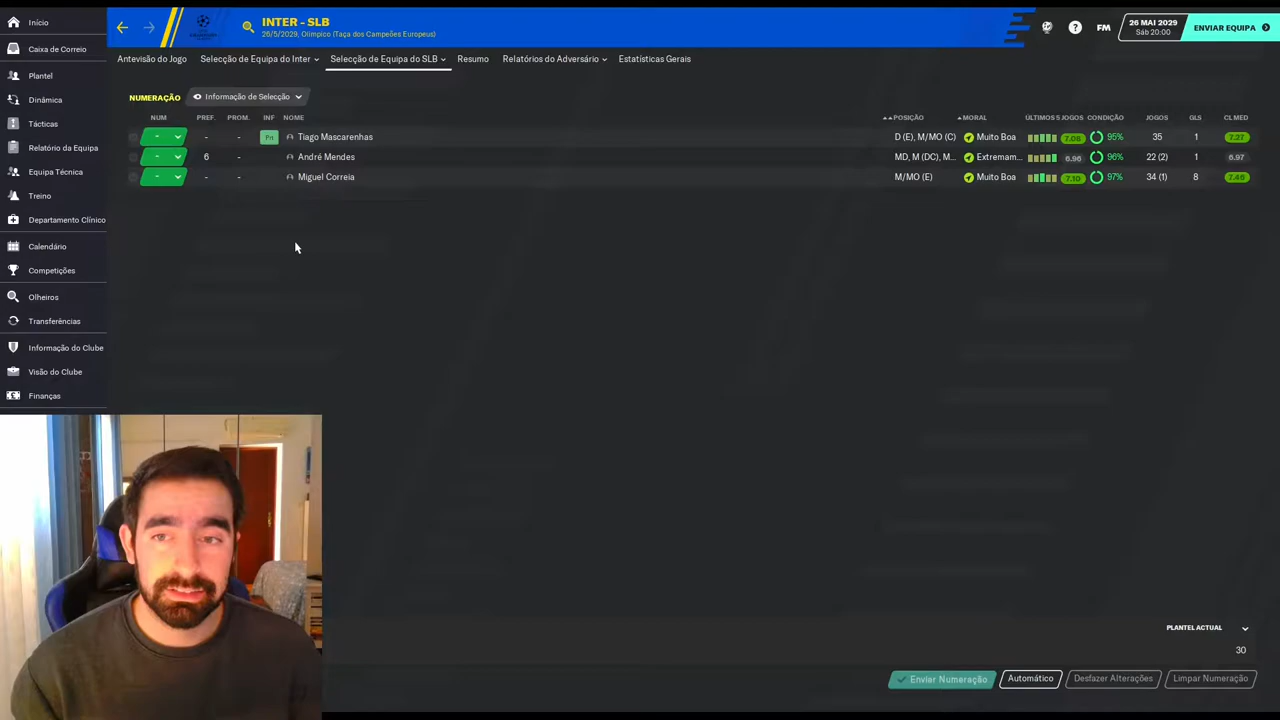 Início
Caixa de Correio
Plantel
Dinâmica
Tácticas
Relatório da Equipa
Equipa Técnica
Treino
Departamento Clínico
Calendário
Competições
Olheiros
Transferências
Informação do Clube
Visão do Clube
Finanças
INTER - SLB
26/5/2029, Olímpico (Taça dos Campeões Europeus)
FM
26 MAI 2029
Sáb 20:00
ENVIAR EQUIPA
Antevisão do Jogo Selecção de Equipa do Inter Selecção de Equipa do SLB Resumo Relatórios do Adversário Estatísticas Gerais
NUMERAÇÃO Informação de Selecção
NUM PREF. PROM. INF NOME POSIÇÃO MORAL ÚLTIMOS 5 JOGOS CONDIÇÃO JOGOS GLS CL.MED
- - - Pn Tiago Mascarenhas D (E), M/MO (C) Muito Boa 7.08 95% 35 1 7.27
- 6 - André Mendes MD, M (DC), M... Extremam... 6.96 96% 22 (2) 1 6.97
- - - Miguel Correia M/MO (E) Muito Boa 7.10 97% 34 (1) 8 7.46
PLANTEL ACTUAL
30
Enviar Numeração Automático Desfazer Alterações Limpar Numeração